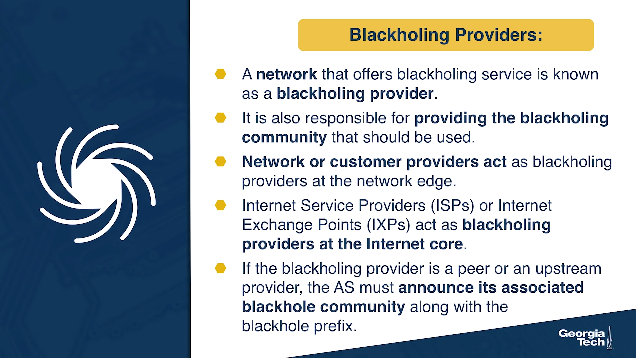 Blackholing Providers:
A network that offers blackholing service is known
as a blackholing provider.
It is also responsible for providing the blackholing
community that should be used.
Network or customer providers act as blackholing
providers at the network edge.
Internet Service Providers (ISPs) or Internet
Exchange Points (IXPs) act as blackholing
providers at the Internet core.
If the blackholing provider is a peer or an upstream
provider, the AS must announce its associated
blackhole community along with the
blackhole prefix.
Georgia
Tech